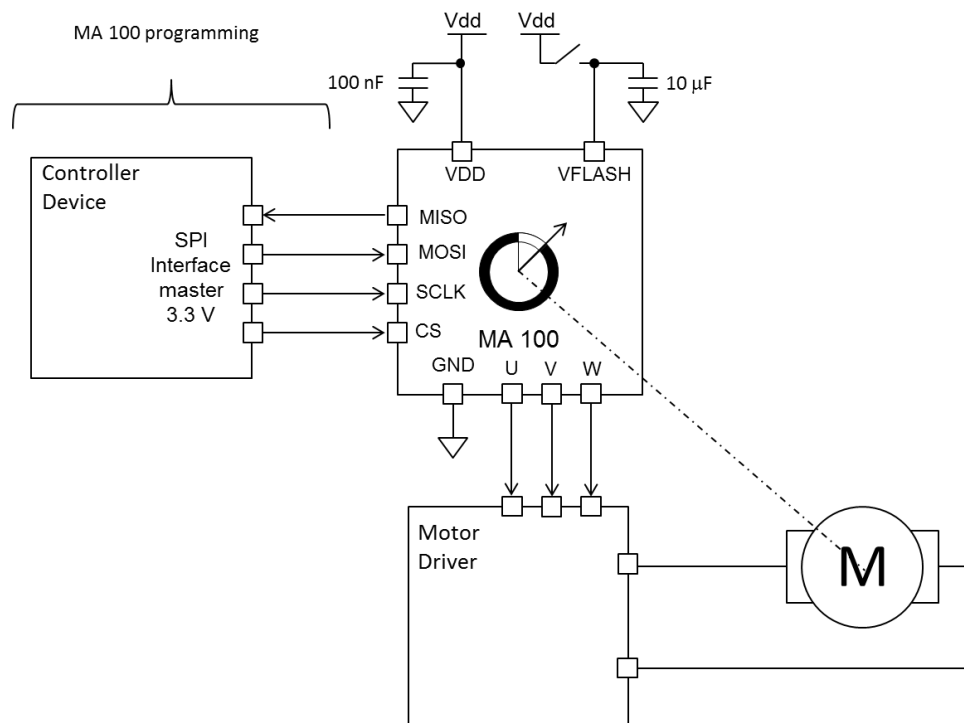 MA 100 programming
Vdd
Vdd
100 nF
10 μF
Controller
Device
VDD
VFLASH
MISO
MOSI
SCLK
CS
SPI
Interface
master
3.3 V
MA 100
GND
U
V
W
Motor
Driver
M